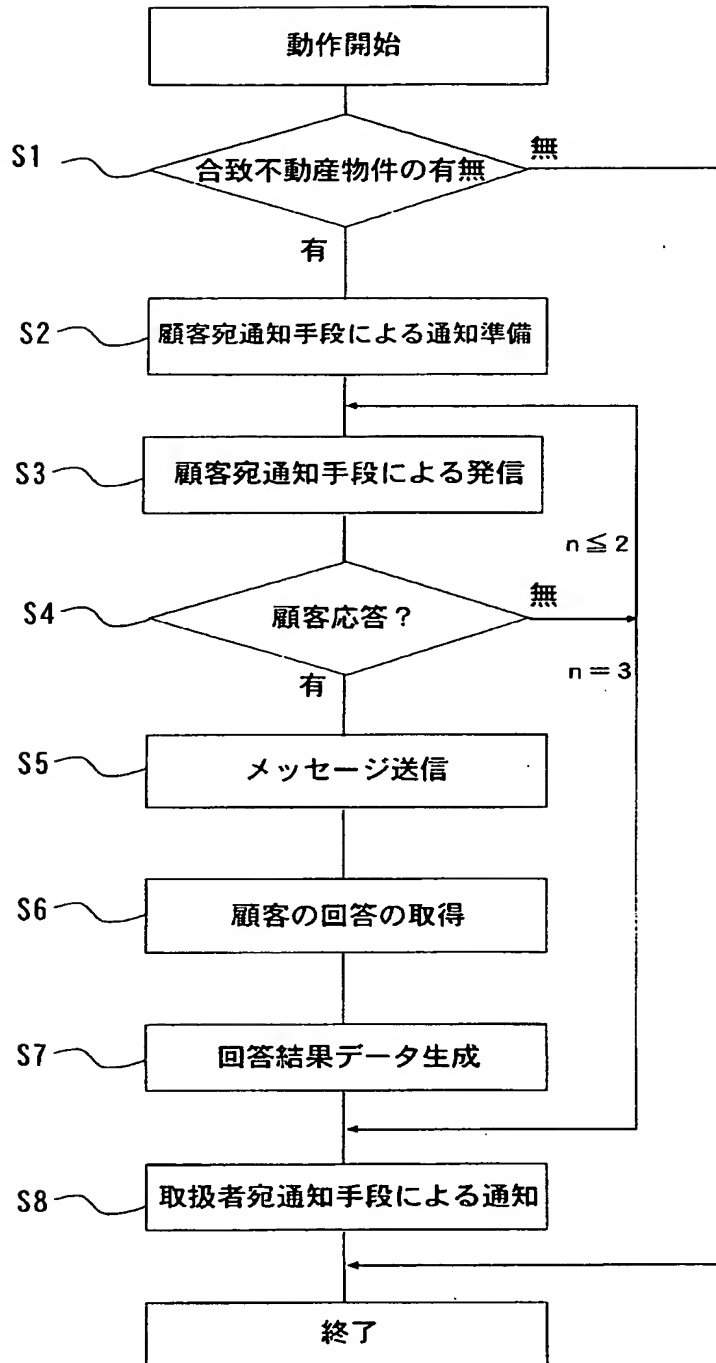 動作開始
S1
合致不動産物件の有無
無
有
S2
顧客宛通知手段による通知準備
S3
顧客宛通知手段による発信
n≦2
S4
顧客応答？
無
n＝3
有
S5
メッセージ送信
S6
顧客の回答の取得
S7
回答結果データ生成
S8
取扱者宛通知手段による通知
終了